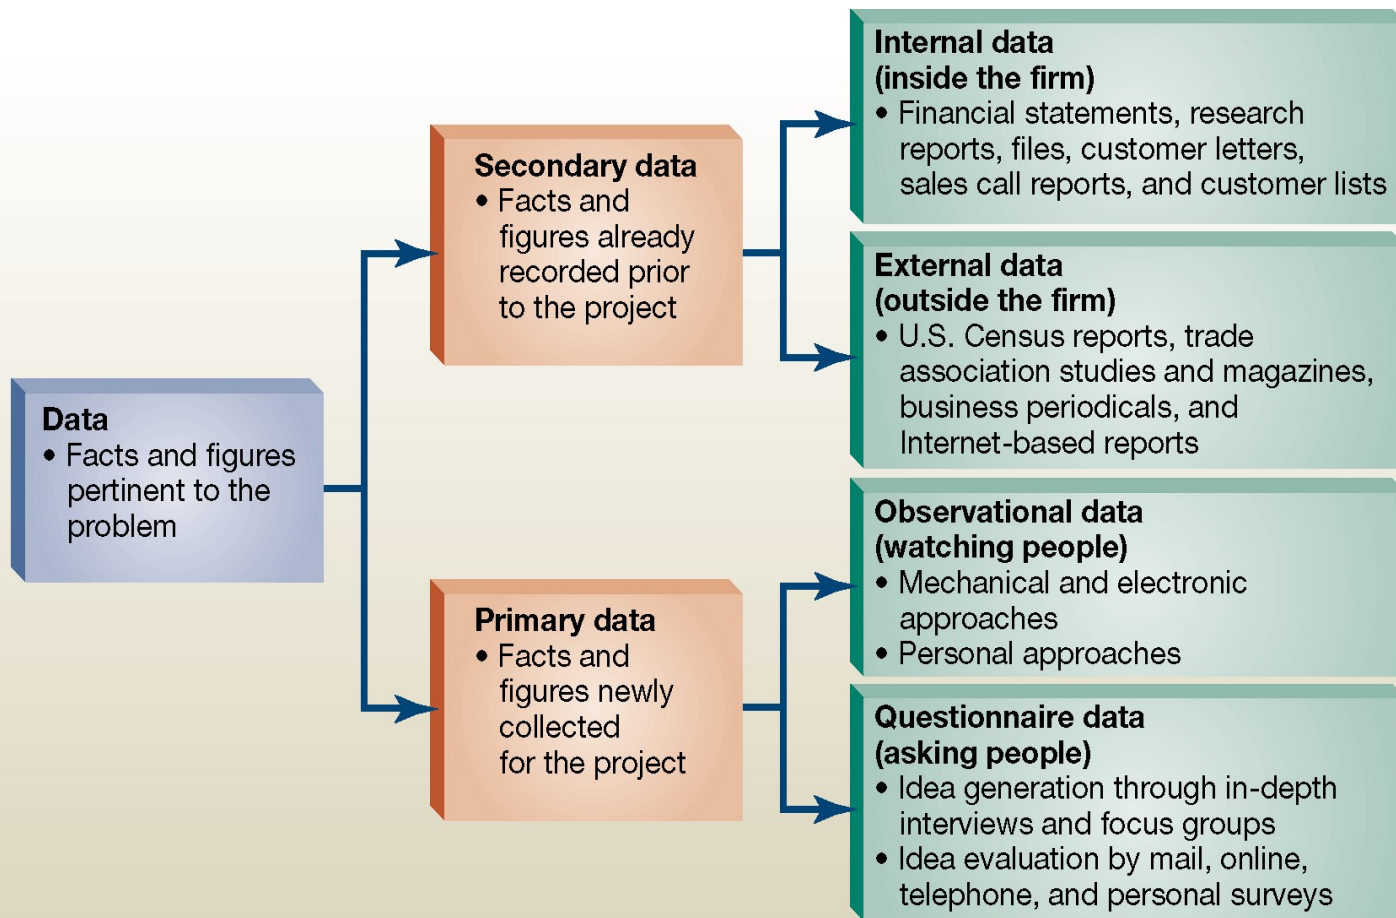 Data
• Facts and figures
pertinent to the
problem
Secondary data
• Facts and
figures already
recorded prior
to the project
Primary data
• Facts and
figures newly
collected
for the project
Internal data
(inside the firm)
• Financial statements, research
reports, files, customer letters,
sales call reports, and customer lists
External data
(outside the firm)
• U.S. Census reports, trade
association studies and magazines,
business periodicals, and
Internet-based reports
Observational data
(watching people)
• Mechanical and electronic
approaches
• Personal approaches
Questionnaire data
(asking people)
• Idea generation through in-depth
interviews and focus groups
• Idea evaluation by mail, online,
telephone, and personal surveys